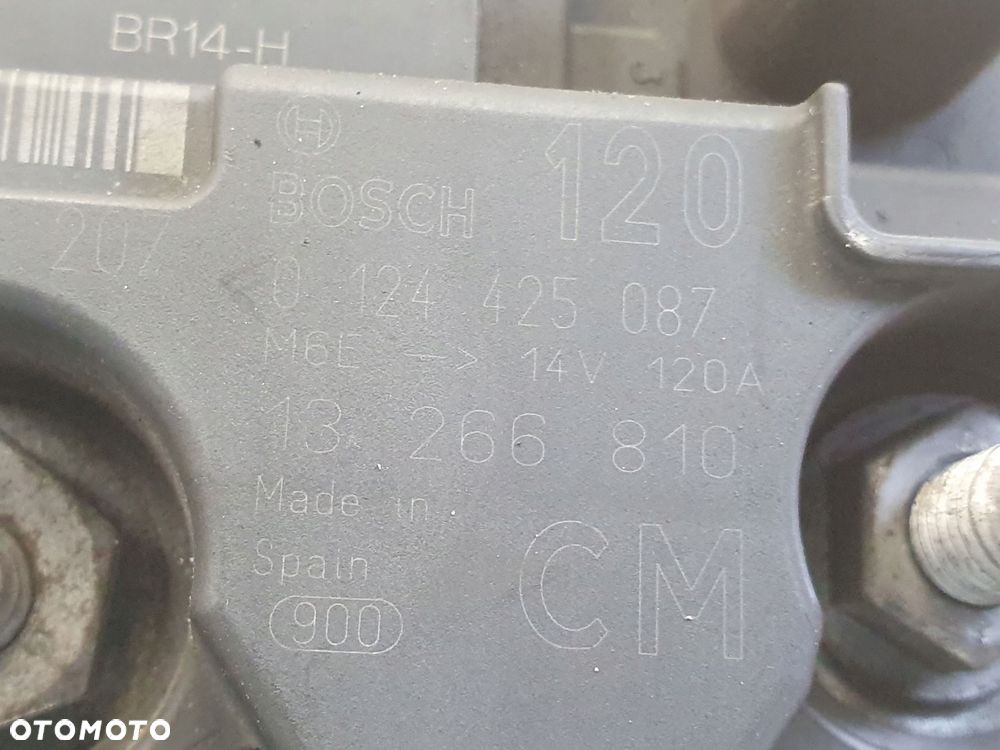 BR14-H
3
BOSCH 120
207
0 124 425 087
M6E -> 14V 120A
13 266 810
Made in
Spain
CM
900
OTOMOTO